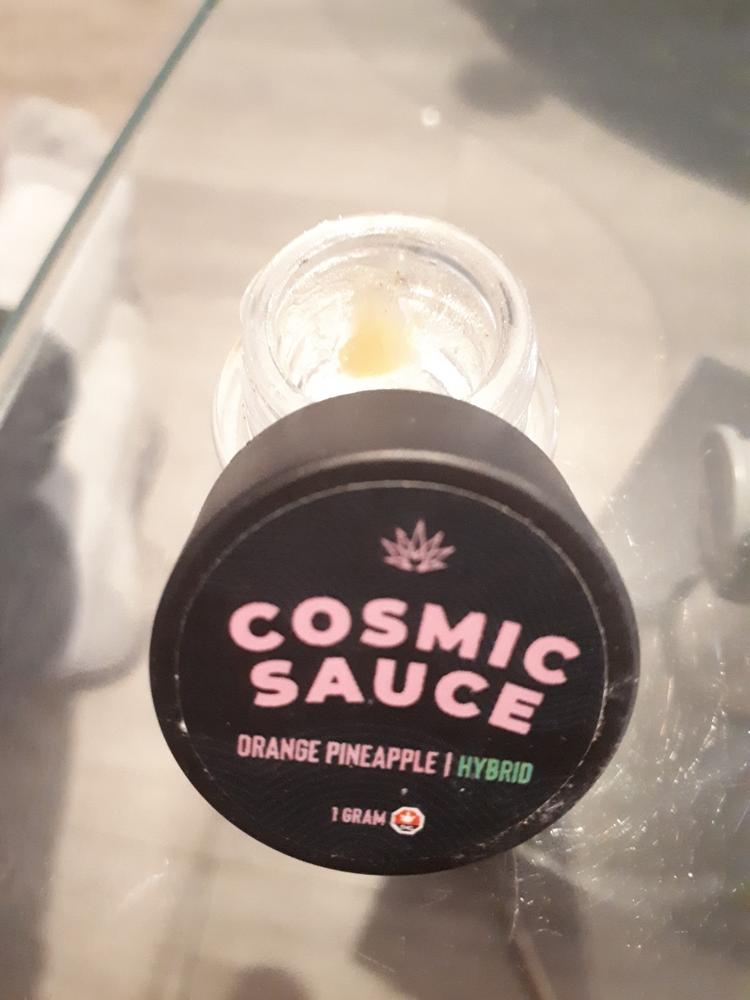 COSMIC
SAUCE
ORANGE PINEAPPLE | HYBRID
1 GRAM